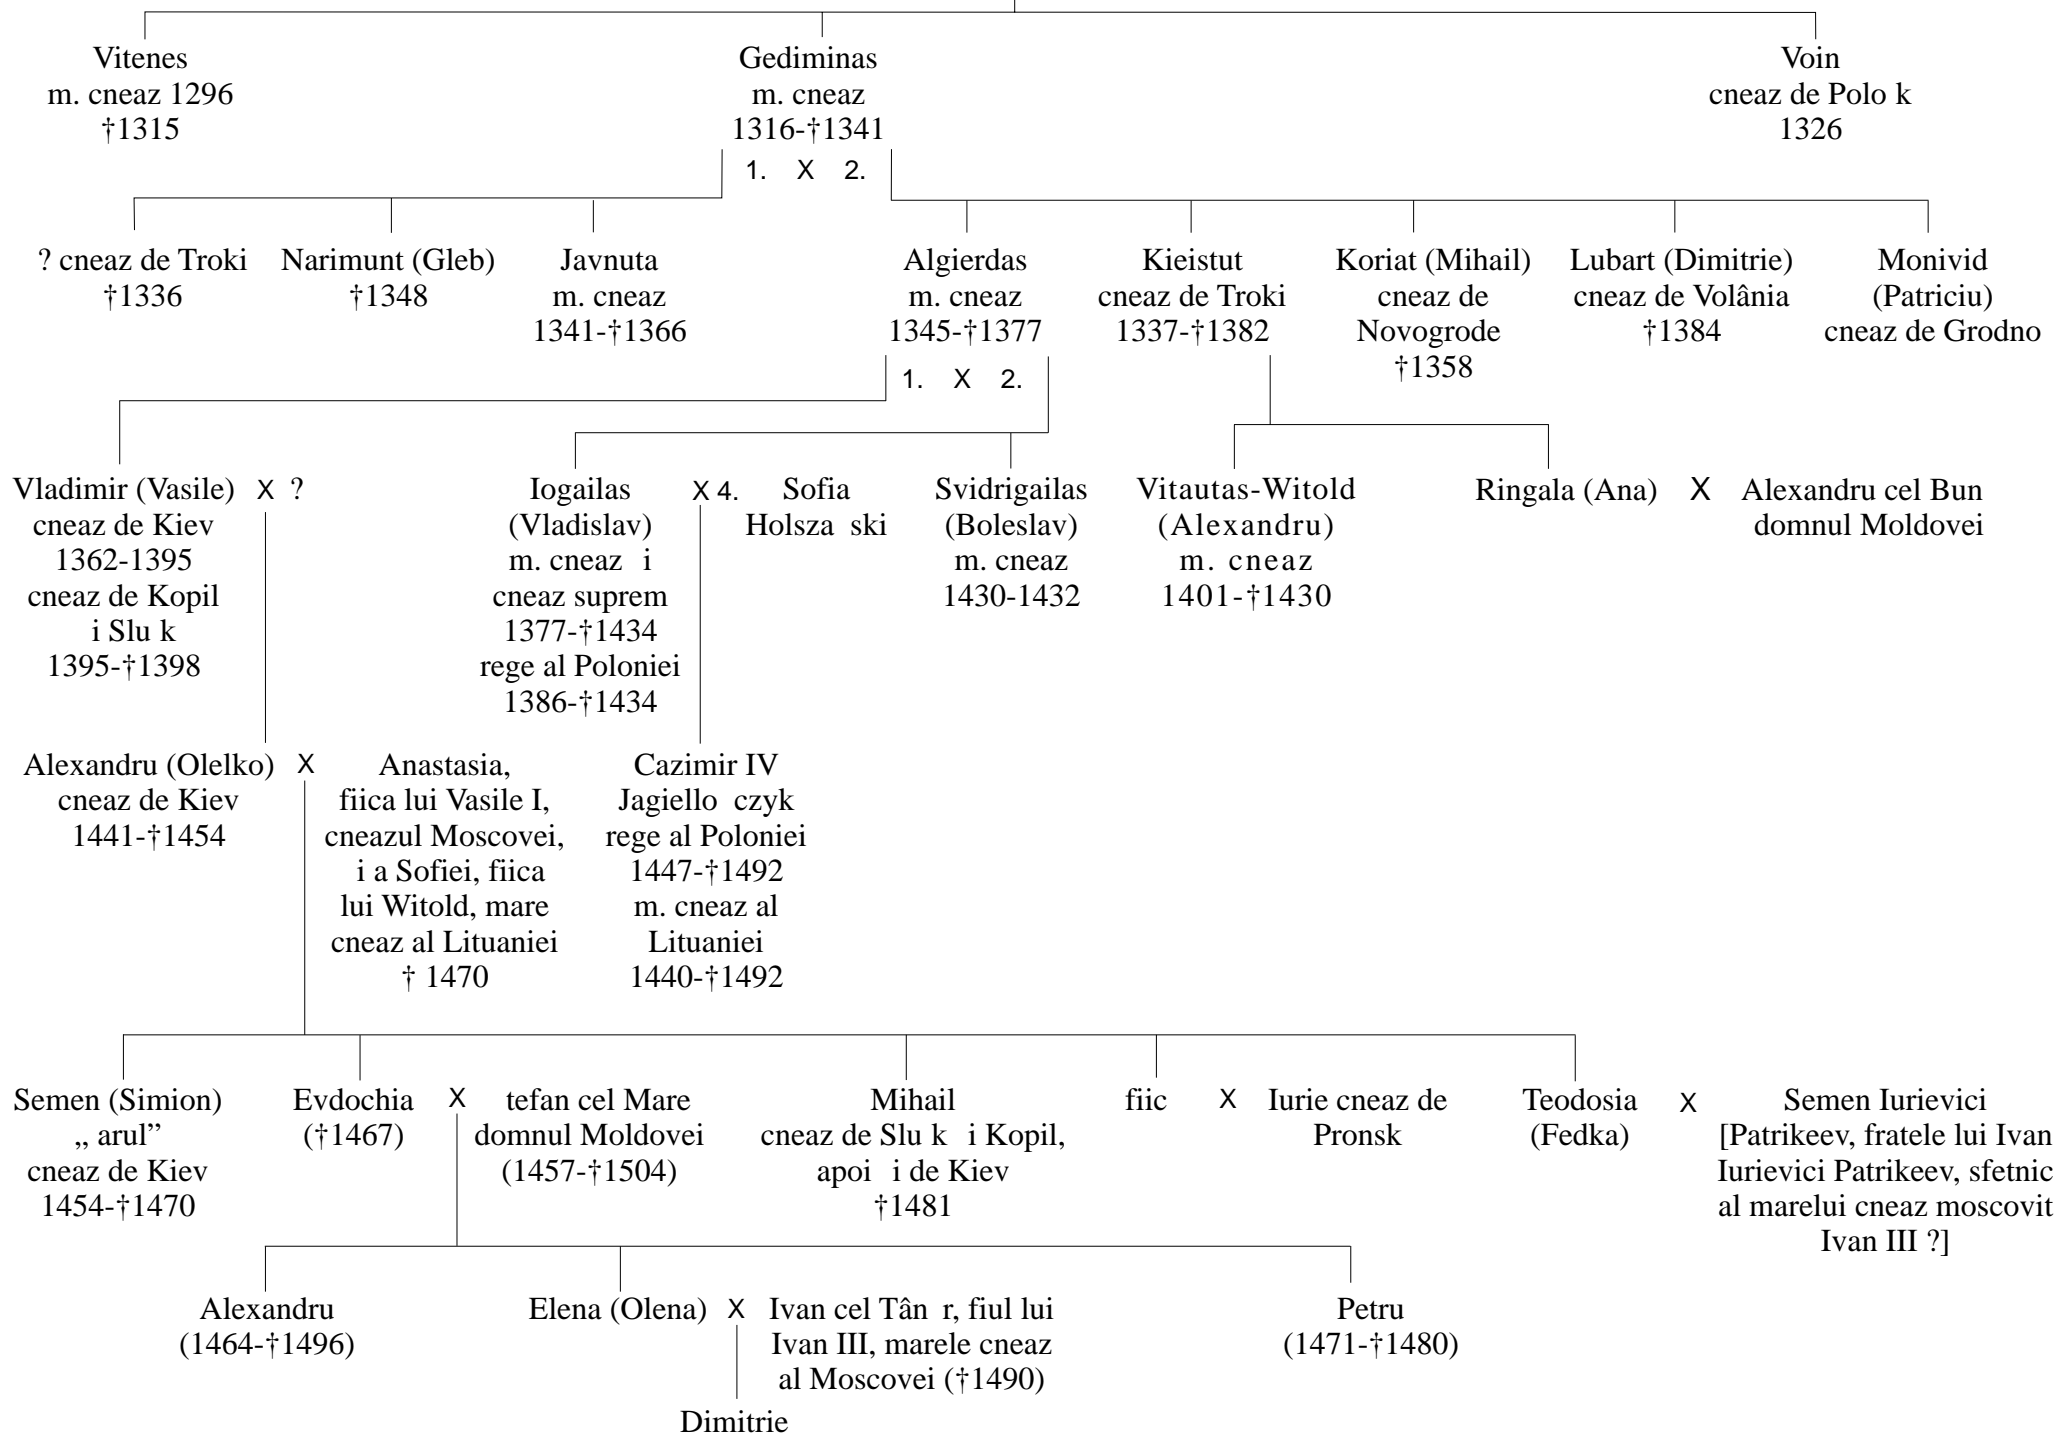 Vitenes
m. cneaz 1296
†1315
Gediminas
m. cneaz
1316-†1341
Voin
cneaz de Polo k
1326
1. X 2.
? cneaz de Troki
†1336
Narimunt (Gleb)
†1348
Javnuta
m. cneaz
1341-†1366
Algierdas
m. cneaz
1345-†1377
Kieistut
cneaz de Troki
1337-†1382
Koriat (Mihail)
cneaz de
Novogrode
†1358
Lubart (Dimitrie)
cneaz de Volânia
†1384
Monivid
(Patriciu)
cneaz de Grodno
1. X 2.
Vladimir (Vasile) X ?
cneaz de Kiev
1362-1395
cneaz de Kopil
i Slu k
1395-†1398
Iogailas
(Vladislav)
m. cneaz i
cneaz suprem
1377-†1434
rege al Poloniei
1386-†1434
X 4.
Sofia
Holsza ski
Svidrigailas
(Boleslav)
m. cneaz
1430-1432
Vitautas-Witold
(Alexandru)
m. cneaz
1401-†1430
Ringala (Ana) X
Alexandru cel Bun
domnul Moldovei
Alexandru (Olelko) X
cneaz de Kiev
1441-†1454
Anastasia,
fiica lui Vasile I,
cneazul Moscovei,
i a Sofiei, fiica
lui Witold, mare
cneaz al Lituaniei
† 1470
Cazimir IV
Jagiello czyk
rege al Poloniei
1447-†1492
m. cneaz al
Lituaniei
1440-†1492
Semen (Simion)
„ arul”
cneaz de Kiev
1454-†1470
Evdochia X
(†1467)
tefan cel Mare
domnul Moldovei
(1457-†1504)
Mihail
cneaz de Slu k i Kopil,
apoi i de Kiev
†1481
fiic X
Iurie cneaz de
Pronsk
Teodosia X
(Fedka)
Semen Iurievici
[Patrikeev, fratele lui Ivan
Iurievici Patrikeev, sfetnic
al marelui cneaz moscovit
Ivan III ?]
Alexandru
(1464-†1496)
Elena (Olena) X
Ivan cel Tân r, fiul lui
Ivan III, marele cneaz
al Moscovei (†1490)
Petru
(1471-†1480)
Dimitrie